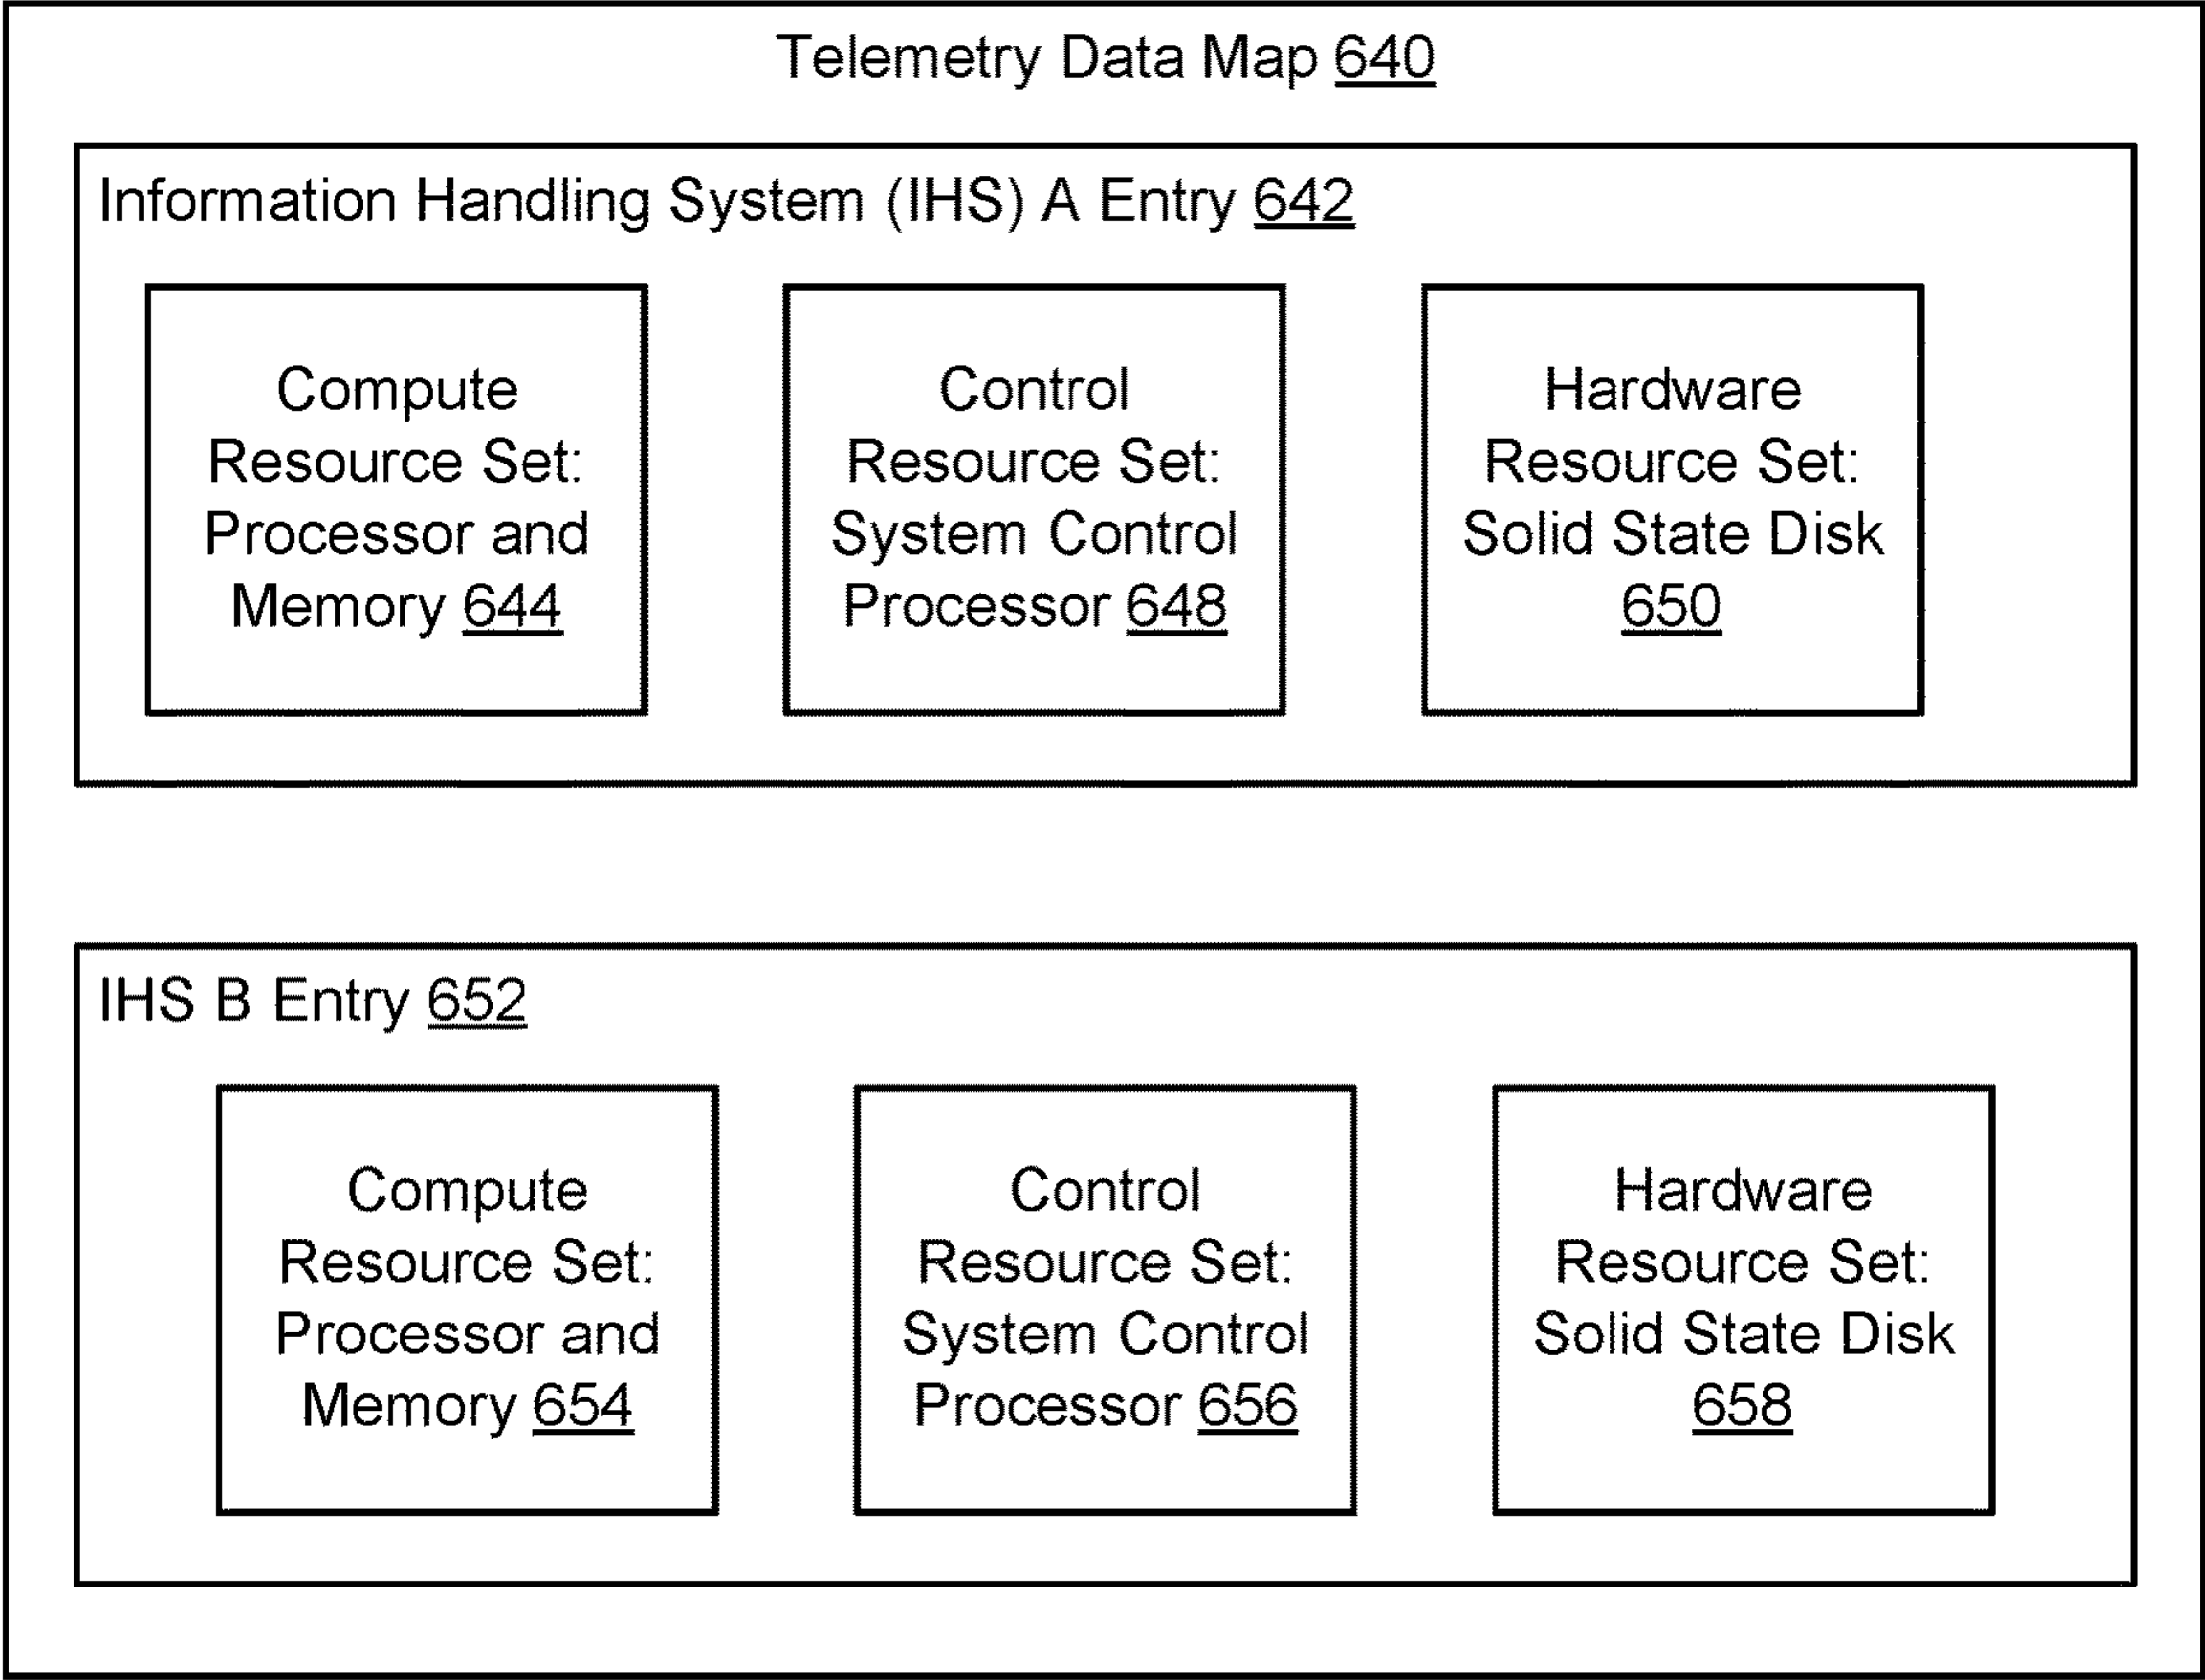 Telemetry Data Map 640
Information Handling System (IHS) A Entry 642
Compute
Resource Set:
Processor and
Memory 644
Control
Resource Set:
System Control
Processor 648
Hardware
Resource Set:
Solid State Disk
650
IHS B Entry 652
Compute
Resource Set:
Processor and
Memory 654
Control
Resource Set:
System Control
Processor 656
Hardware
Resource Set:
Solid State Disk
658